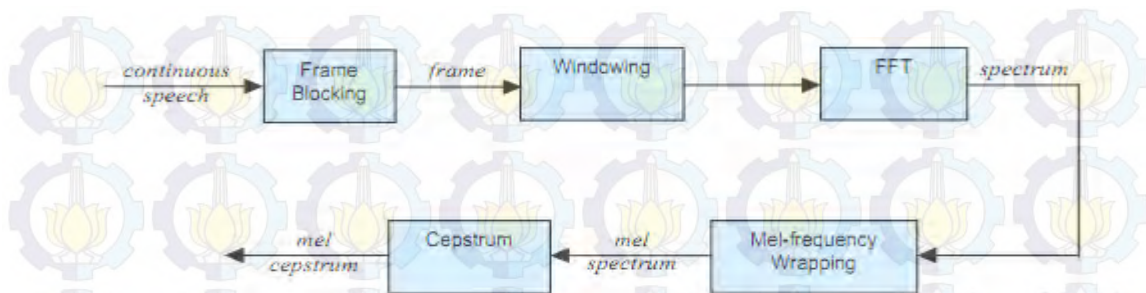 continuous
speech
Frame
Blocking
frame
Windowing
FFT
spectrum
Mel-frequency
Wrapping
mel
spectrum
Cepstrum
mel
cepstrum